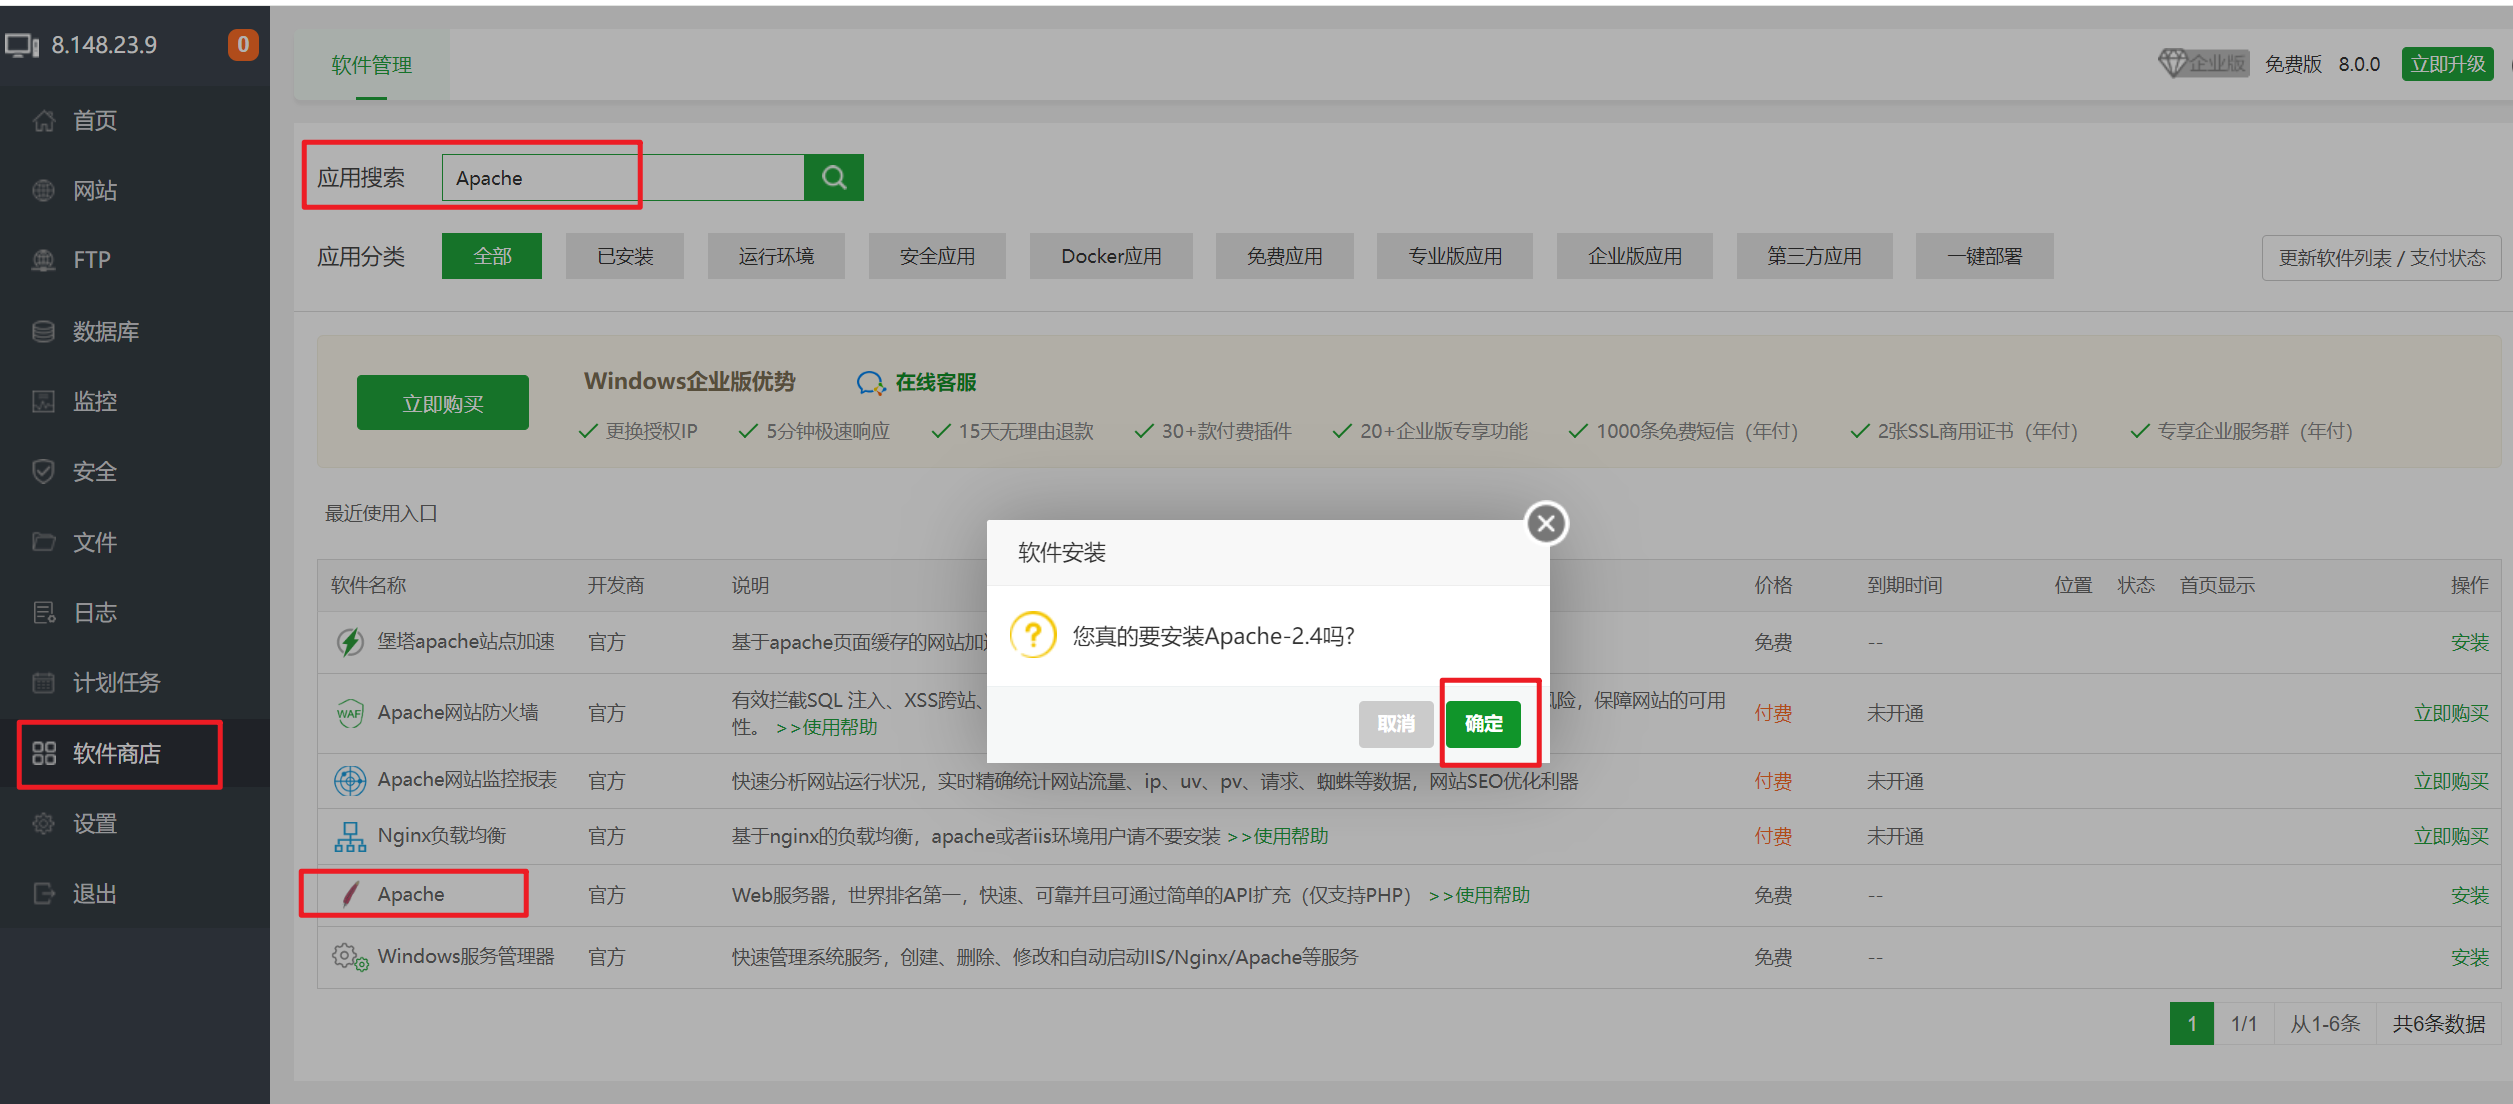 8.148.23.9
0
首页
网站
FTP
数据库
监控
安全
文件
日志
计划任务
软件商店
设置
退出
软件管理
企业版 免费版 8.0.0 立即升级
应用搜索 Apache
应用分类 全部 已安装 运行环境 安全应用 Docker应用 免费应用 专业版应用 企业版应用 第三方应用 一键部署 更新软件列表 / 支付状态
立即购买
Windows企业版优势 在线客服
更换授权IP 5分钟极速响应 15天无理由退款 30+款付费插件 20+企业版专享功能 1000条免费短信（年付） 2张SSL商用证书（年付） 专享企业服务群（年付）
最近使用入口
软件名称 开发商 说明 价格 到期时间 位置 状态 首页显示 操作
堡塔apache站点加速 官方 基于apache页面缓存的网站加 免费 -- 安装
Apache网站防火墙 官方 有效拦截SQL 注入、XSS跨站、 风险，保障网站的可用
性。 >>使用帮助 付费 未开通 立即购买
Apache网站监控报表 官方 快速分析网站运行状况，实时精确统计网站流量、ip、uv、pv、请求、蜘蛛等数据，网站SEO优化利器 付费 未开通 立即购买
Nginx负载均衡 官方 基于nginx的负载均衡，apache或者iis环境用户请不要安装 >>使用帮助 付费 未开通 立即购买
Apache 官方 Web服务器，世界排名第一，快速、可靠并且可通过简单的API扩充（仅支持PHP） >>使用帮助 免费 -- 安装
Windows服务管理器 官方 快速管理系统服务，创建、删除、修改和自动启动IIS/Nginx/Apache等服务 免费 -- 安装
1 1/1 从1-6条 共6条数据
软件安装
您真的要安装Apache-2.4吗?
取消 确定
WAF